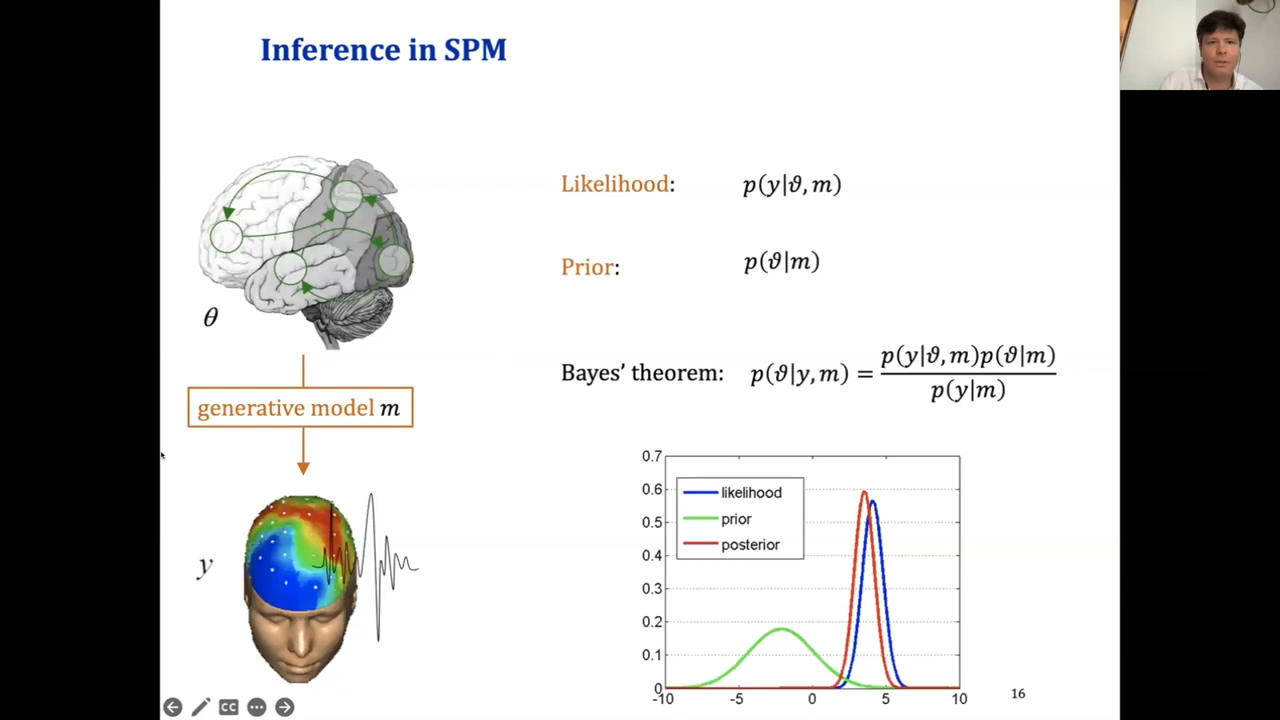 Inference in SPM
θ
generative model m
y
Likelihood: p(y|ϑ, m)
Prior: p(ϑ|m)
Bayes’ theorem: p(ϑ|y, m) = p(y|ϑ, m)p(ϑ|m)
p(y|m)
0.7
0.6
0.5
0.4
0.3
0.2
0.1
0
likelihood
prior
posterior
-10 -5 0 5 10
16
CC